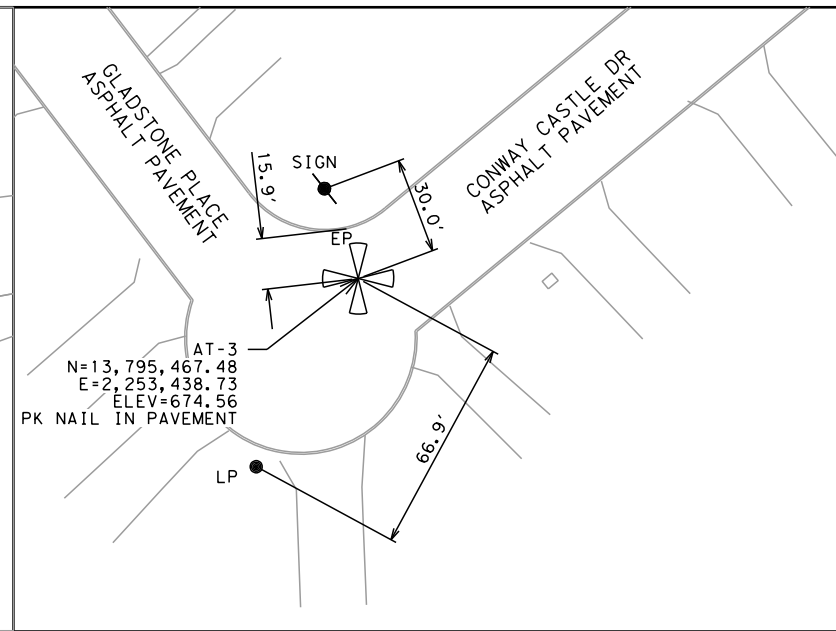 GLADSTONE PLACE
ASPHALT PAVEMENT
CONWAY CASTLE DR
ASPHALT PAVEMENT
15.9'
SIGN
30.0'
EP
AT-3
N=13,795,467.48
E=2,253,438.73
ELEV=674.56
PK NAIL IN PAVEMENT
66.9'
LP